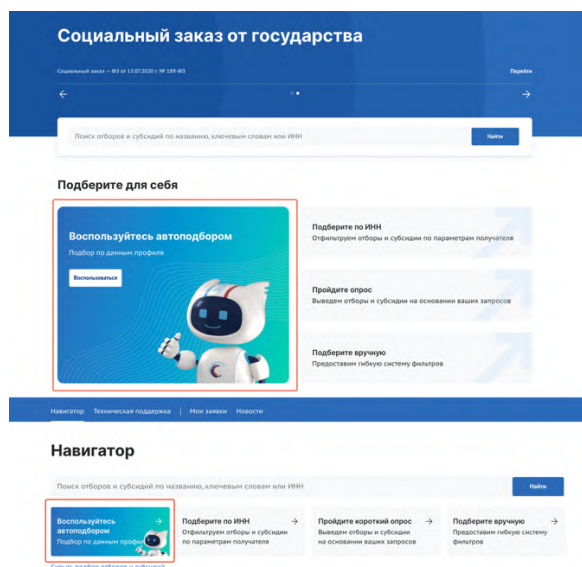 Социальный заказ от государства
Социальный заказ – ФЗ от 13.07.2020 г. № 189-ФЗ
Перейти
Поиск отборов и субсидий по названию, ключевым словам или ИНН
Найти
Подберите для себя
Воспользуйтесь автоподбором
Подбор по данным профиля
Воспользоваться
Подберите по ИНН
Отфильтруем отборы и субсидии по параметрам получателя
Пройдите опрос
Выведем отборы и субсидии на основании ваших запросов
Подберите вручную
Предоставим гибкую систему фильтров
Навигатор Техническая поддержка | Мои заявки Новости
Навигатор
Поиск отборов и субсидий по названию, ключевым словам или ИНН
Найти
Воспользуйтесь
автоподбором
Подбор по данным профиля
Подберите по ИНН
Отфильтруем отборы и субсидии
по параметрам получателя
Пройдите короткий опрос
Выведем отборы и субсидии
на основании ваших запросов
Подберите вручную
Предоставим гибкую систему
фильтров
Скрыть подбор отборов и субсидий